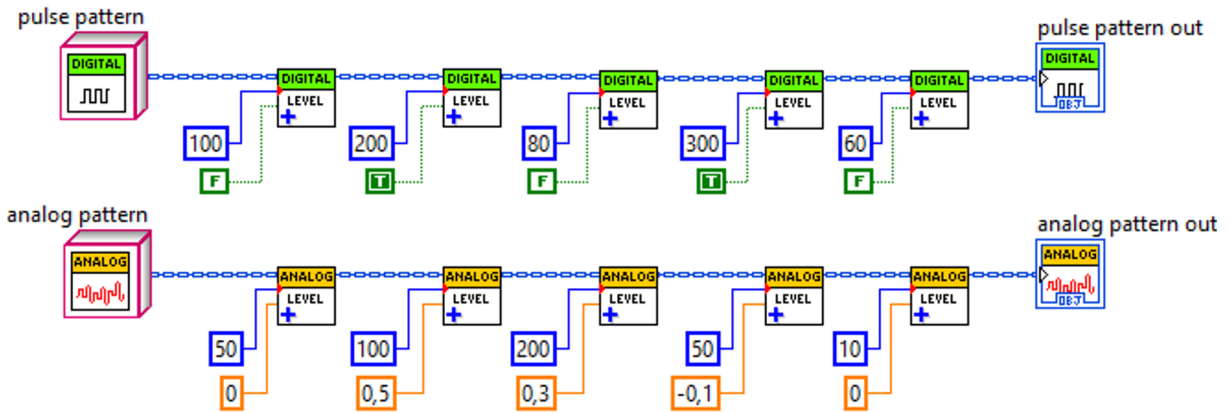 pulse pattern
pulse pattern out
DIGITAL
DIGITAL DIGITAL DIGITAL DIGITAL DIGITAL
DIGITAL
LEVEL LEVEL LEVEL LEVEL LEVEL
OBJ
100 200 80 300 60
F T F T F
analog pattern
analog pattern out
ANALOG
ANALOG ANALOG ANALOG ANALOG ANALOG
ANALOG
LEVEL LEVEL LEVEL LEVEL LEVEL
OBJ
50 100 200 50 10
0 0,5 0,3 -0,1 0